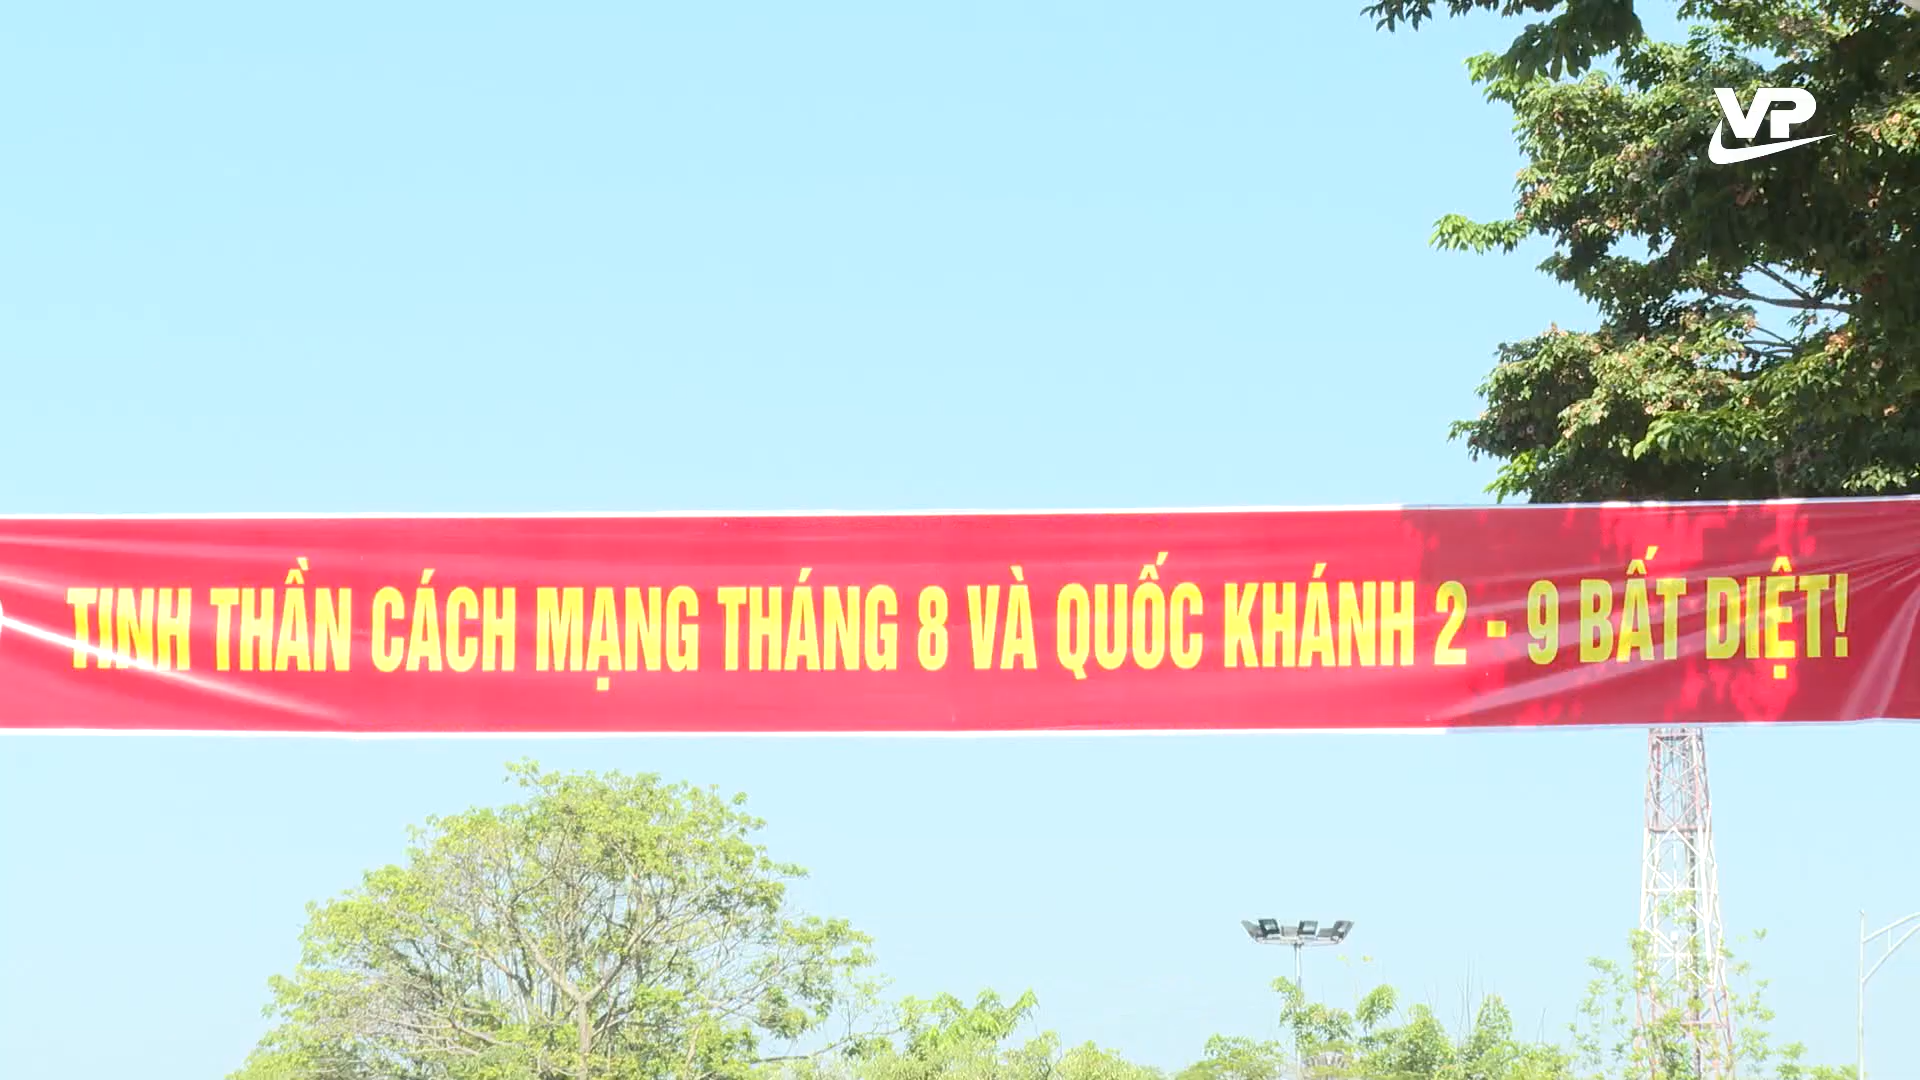 VP
TINH THẦN CÁCH MẠNG THÁNG 8 VÀ QUỐC KHÁNH 2 - 9 BẤT DIỆT!